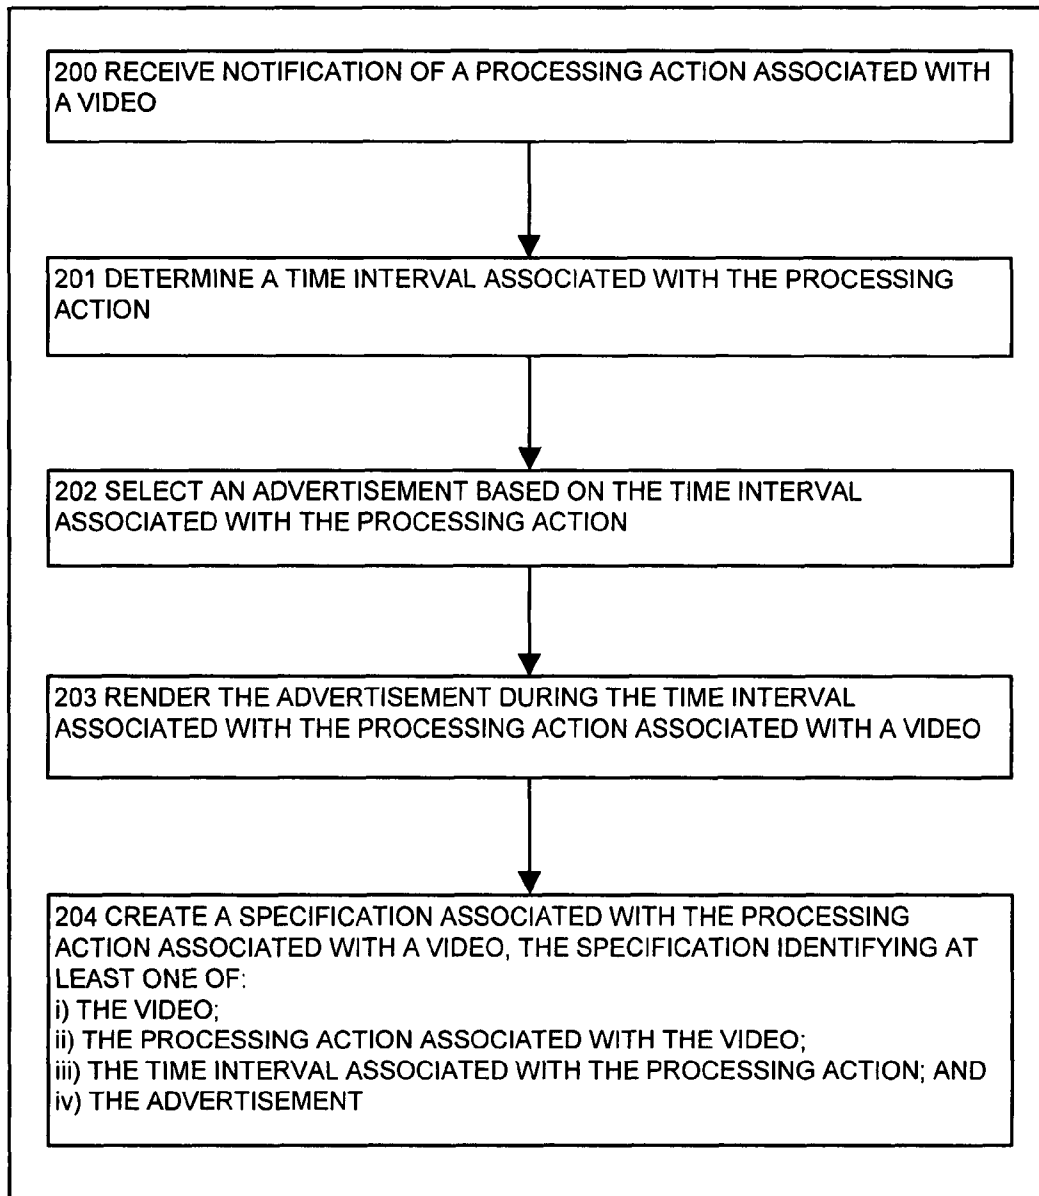 200 RECEIVE NOTIFICATION OF A PROCESSING ACTION ASSOCIATED WITH
A VIDEO
201 DETERMINE A TIME INTERVAL ASSOCIATED WITH THE PROCESSING
ACTION
202 SELECT AN ADVERTISEMENT BASED ON THE TIME INTERVAL
ASSOCIATED WITH THE PROCESSING ACTION
203 RENDER THE ADVERTISEMENT DURING THE TIME INTERVAL
ASSOCIATED WITH THE PROCESSING ACTION ASSOCIATED WITH A VIDEO
204 CREATE A SPECIFICATION ASSOCIATED WITH THE PROCESSING
ACTION ASSOCIATED WITH A VIDEO, THE SPECIFICATION IDENTIFYING AT
LEAST ONE OF:
i) THE VIDEO;
ii) THE PROCESSING ACTION ASSOCIATED WITH THE VIDEO;
iii) THE TIME INTERVAL ASSOCIATED WITH THE PROCESSING ACTION; AND
iv) THE ADVERTISEMENT